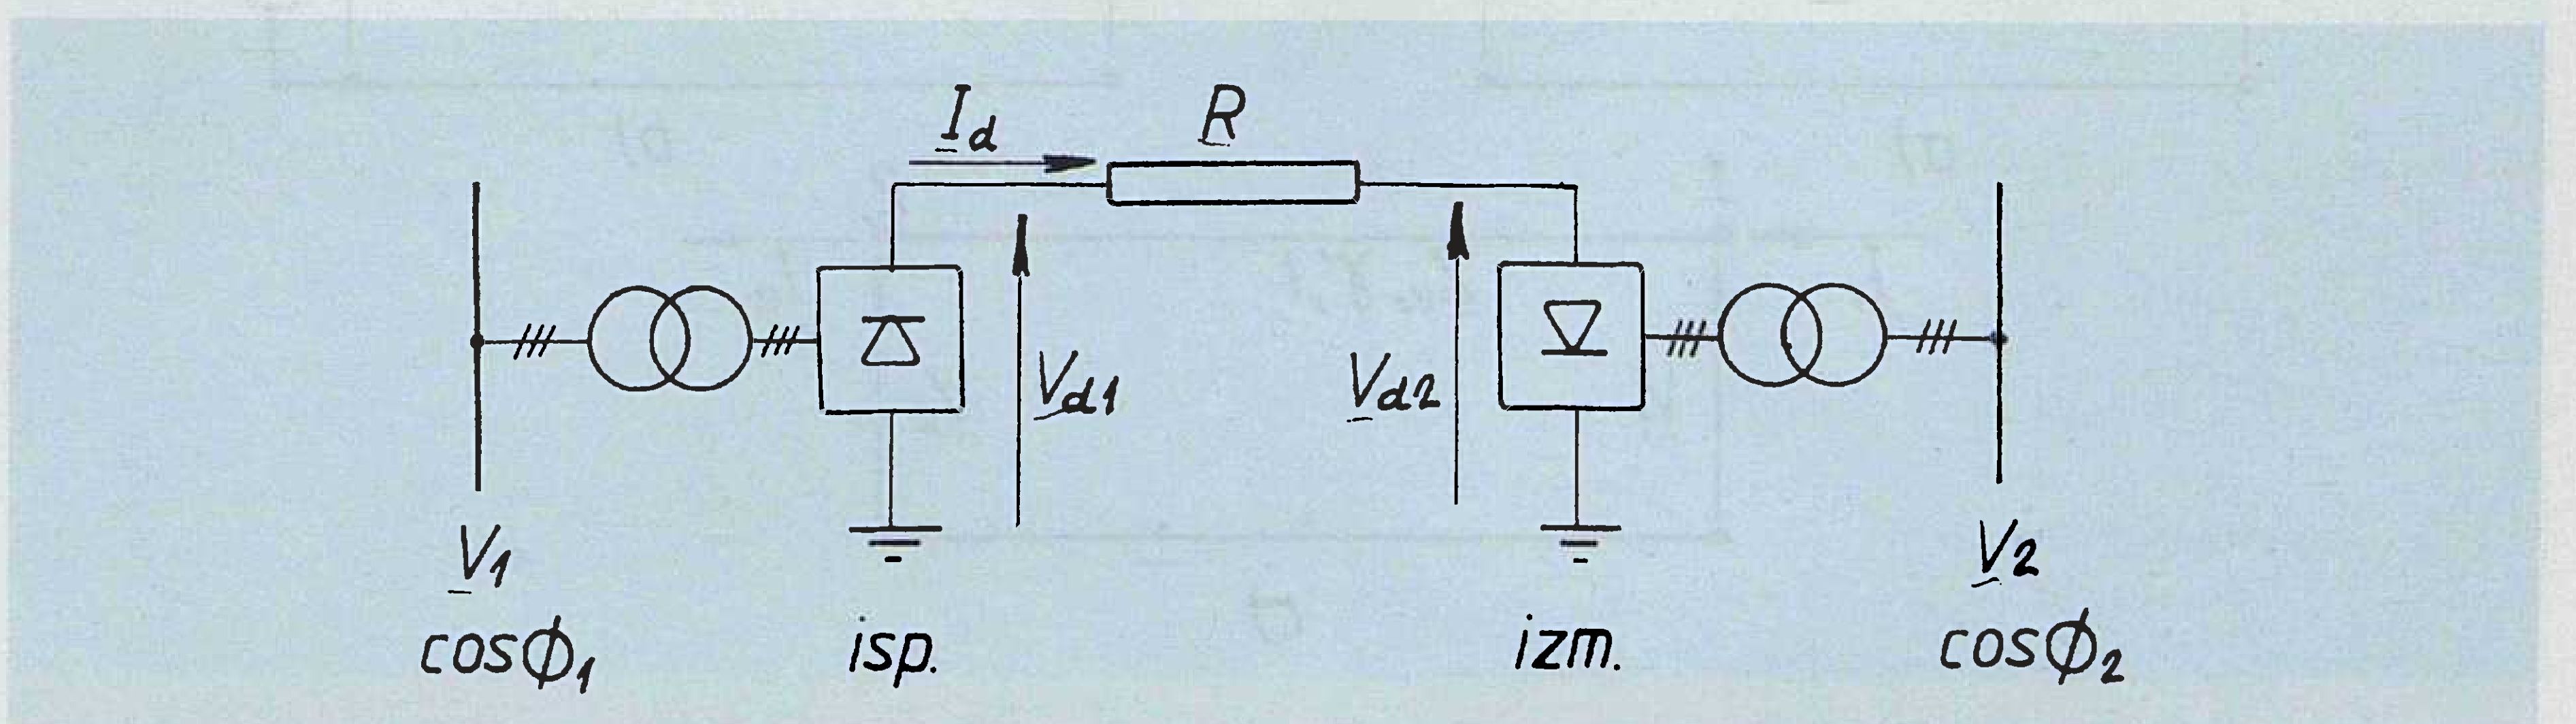 I_d
R
V_d1
V_d2
V_1
cosϕ_1
isp.
izm.
V_2
cosϕ_2